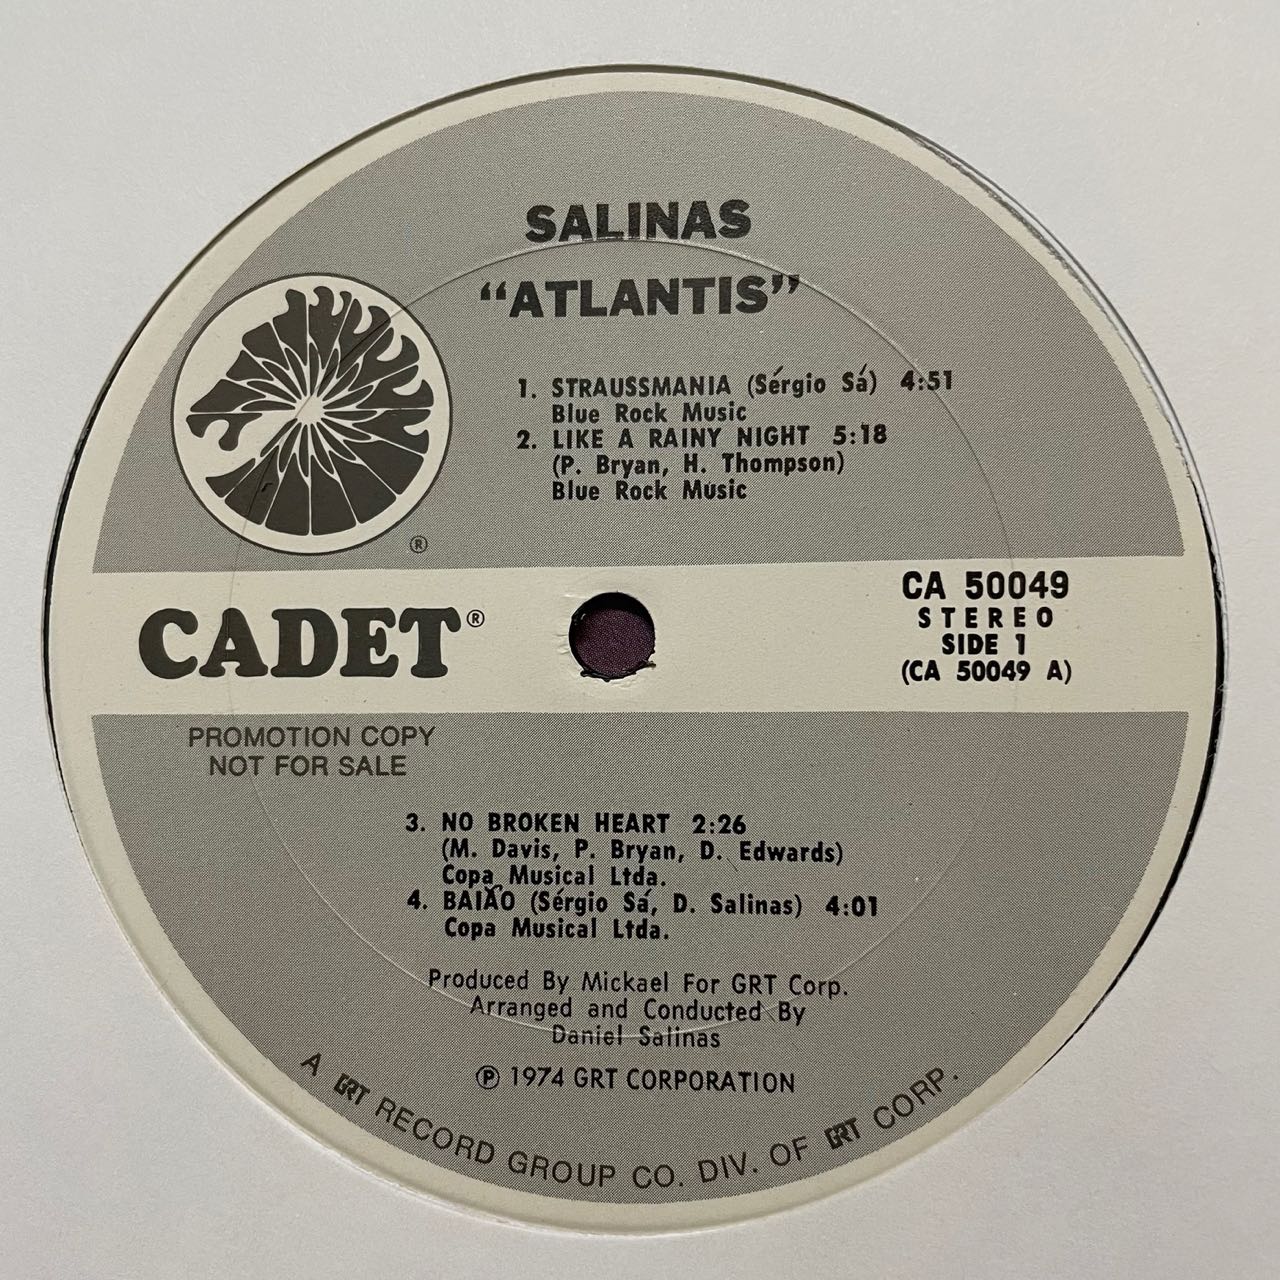 SALINAS
“ATLANTIS”
1. STRAUSSMANIA (Sérgio Sá) 4:51
Blue Rock Music
2. LIKE A RAINY NIGHT 5:18
(P. Bryan, H. Thompson)
Blue Rock Music
®
CADET®
CA 50049
STEREO
SIDE 1
(CA 50049 A)
PROMOTION COPY
NOT FOR SALE
3. NO BROKEN HEART 2:26
(M. Davis, P. Bryan, D. Edwards)
Copa Musical Ltda.
4. BAIÃO (Sérgio Sá, D. Salinas) 4:01
Copa Musical Ltda.
Produced By Mickael For GRT Corp.
Arranged and Conducted By
Daniel Salinas
℗ 1974 GRT CORPORATION
A GRT RECORD GROUP CO. DIV. OF GRT CORP.